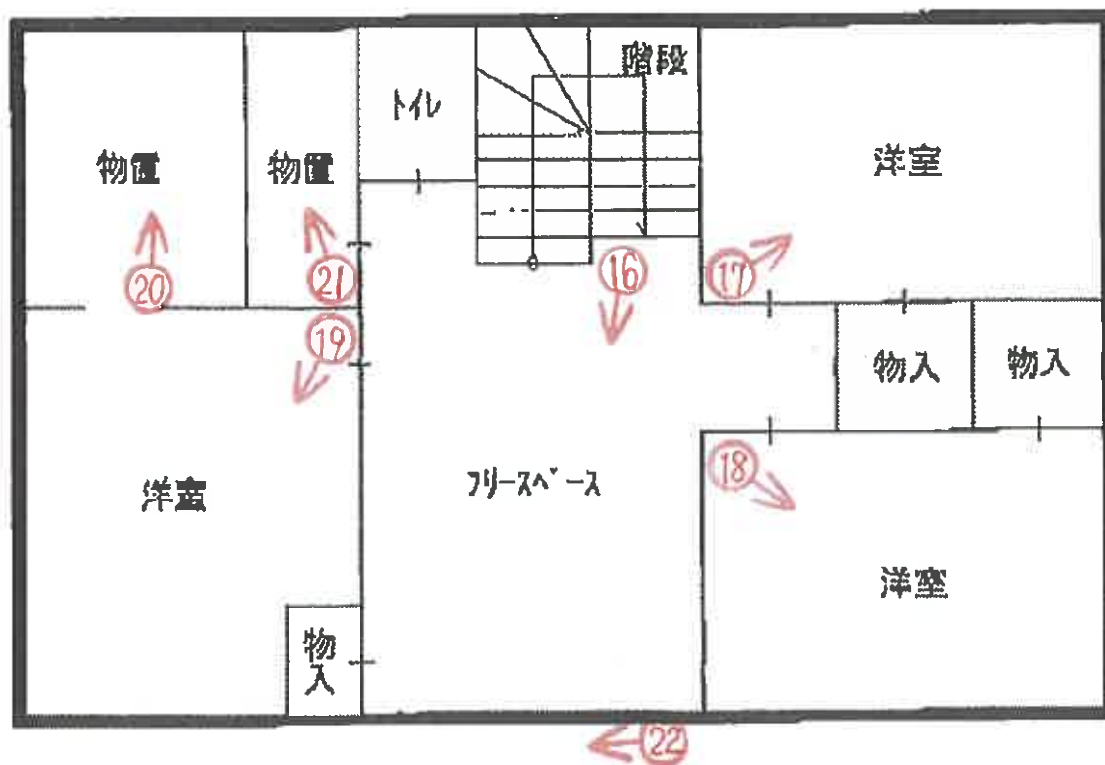 階段
トイレ
物置
物置
洋室
⑳
㉑
⑯
⑰
⑲
物入
物入
⑱
洋室
フリースペース
洋室
物
入
㉒